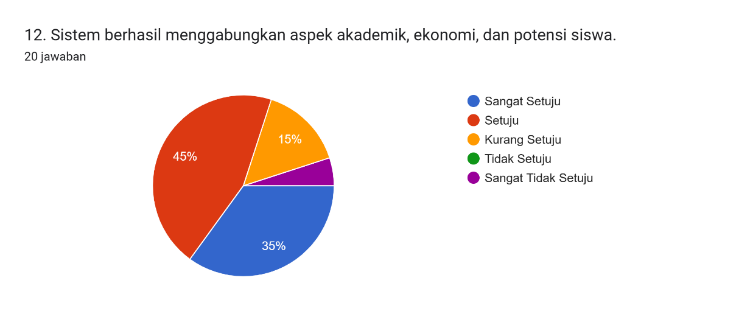 12. Sistem berhasil menggabungkan aspek akademik, ekonomi, dan potensi siswa.
20 jawaban
45%
15%
35%
Sangat Setuju
Setuju
Kurang Setuju
Tidak Setuju
Sangat Tidak Setuju